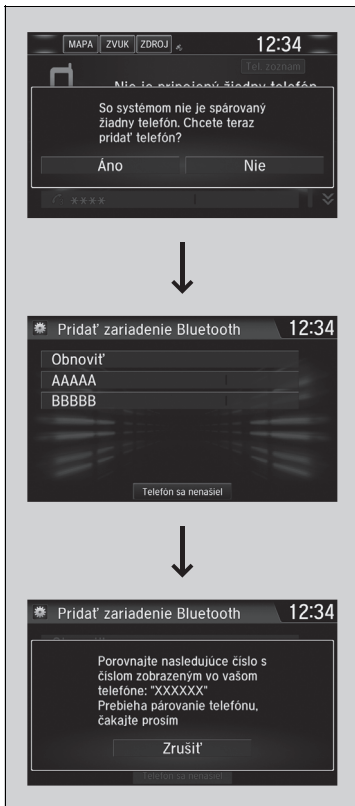 MAPA ZVUK ZDROJ 12:34
Tel. zoznam
Nie je pripojený žiadny telefón
So systémom nie je spárovaný
žiadny telefón. Chcete teraz
pridať telefón?
Áno Nie
****
Pridať zariadenie Bluetooth 12:34
Obnoviť
AAAAA
BBBBB
Telefón sa nenašiel
Pridať zariadenie Bluetooth 12:34
Porovnajte nasledujúce číslo s
číslom zobrazeným vo vašom
telefóne: "XXXXXX"
Prebieha párovanie telefónu,
čakajte prosím
Zrušiť
Telefón sa nenašiel